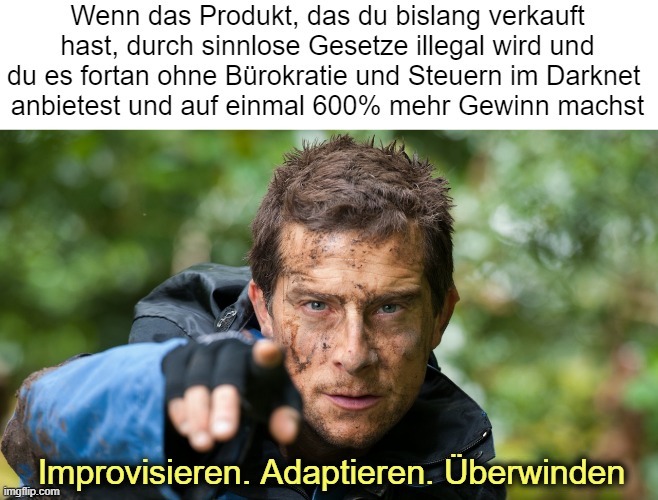 Wenn das Produkt, das du bislang verkauft
hast, durch sinnlose Gesetze illegal wird und
du es fortan ohne Bürokratie und Steuern im Darknet
anbietest und auf einmal 600% mehr Gewinn machst
Improvisieren. Adaptieren. Überwinden
imgflip.com